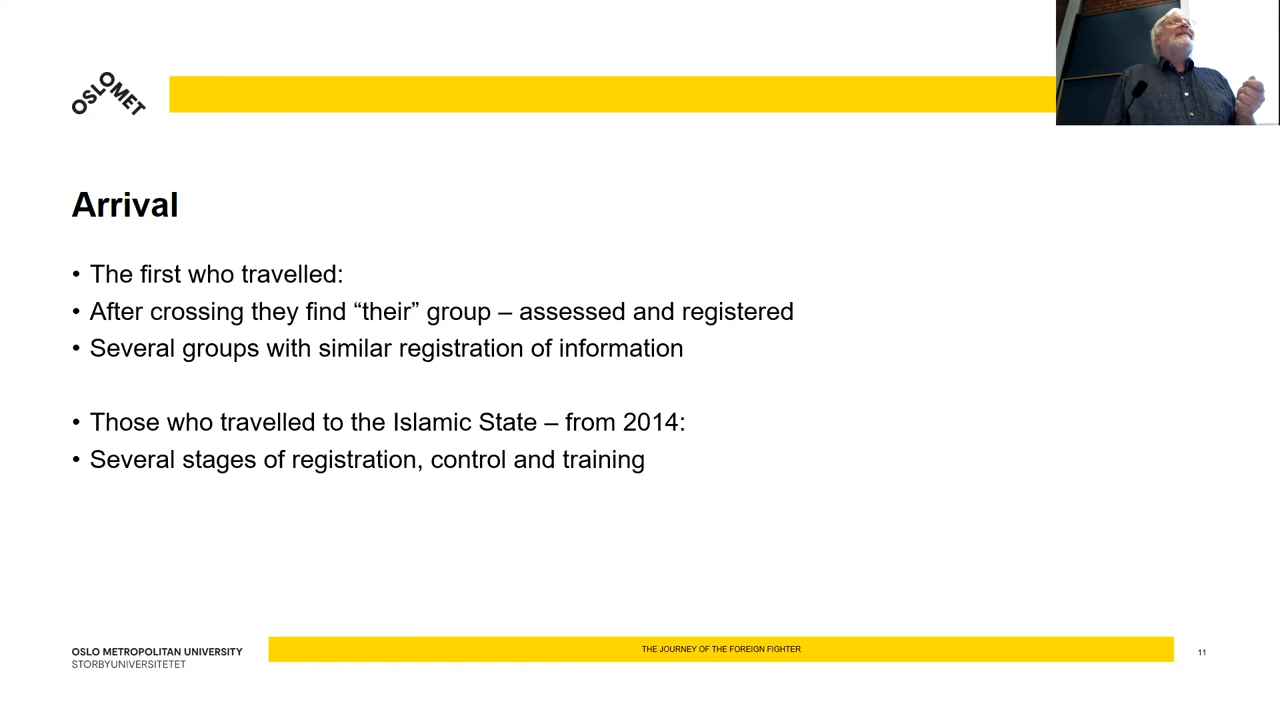 OSLOMET
Arrival
• The first who travelled:
• After crossing they find “their” group – assessed and registered
• Several groups with similar registration of information
• Those who travelled to the Islamic State – from 2014:
• Several stages of registration, control and training
OSLO METROPOLITAN UNIVERSITY
STORBYUNIVERSITETET
THE JOURNEY OF THE FOREIGN FIGHTER
11